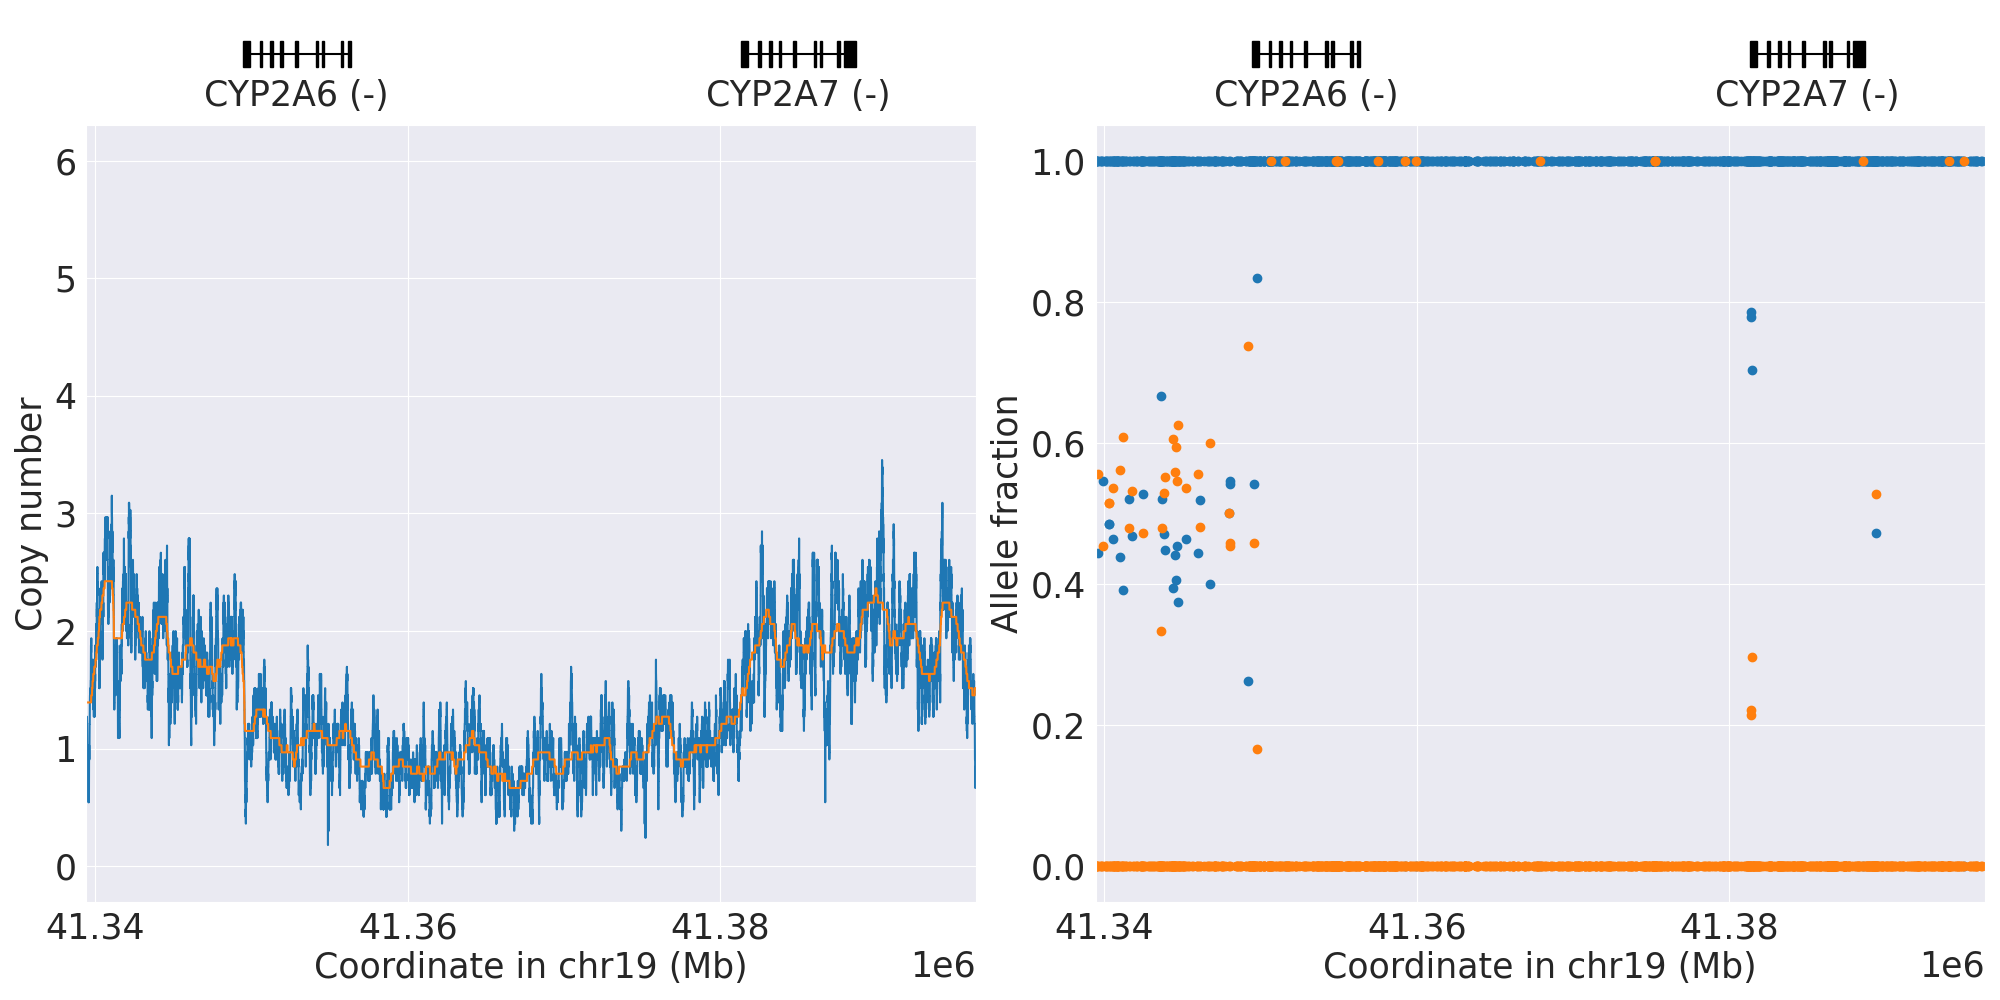 CYP2A6 (-) CYP2A7 (-)
6
5
4
3
2
1
0
Copy number
41.34 41.36 41.38
Coordinate in chr19 (Mb) 1e6
CYP2A6 (-) CYP2A7 (-)
1.0
0.8
0.6
0.4
0.2
0.0
Allele fraction
41.34 41.36 41.38
Coordinate in chr19 (Mb) 1e6